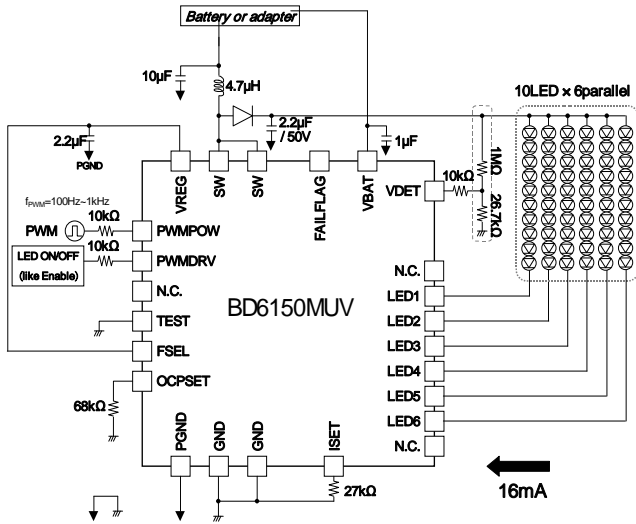 Battery or adapter
10µF
4.7µH
10LED × 6parallel
2.2µF
/ 50V
2.2µF
PGND
1µF
1MΩ
VREG
SW
SW
FAILFLAG
VBAT
VDET
10kΩ
26.7kΩ
fPWM=100Hz~1kHz
10kΩ
PWM
PWMPOW
10kΩ
LED ON/OFF
(like Enable)
PWMDRV
N.C.
N.C.
LED1
BD6150MUV
TEST
LED2
FSEL
LED3
OCPSET
LED4
68kΩ
LED5
LED6
PGND
GND
GND
ISET
N.C.
27kΩ
16mA